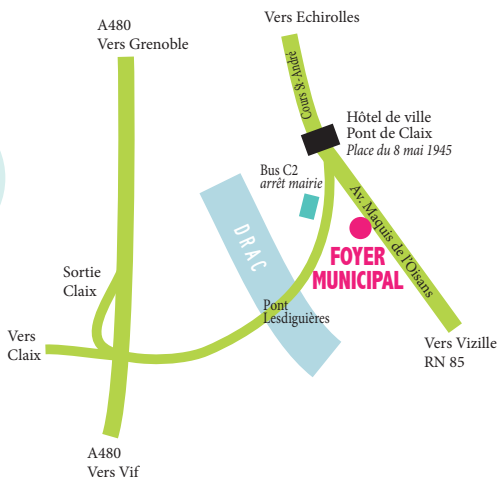 A480
Vers Grenoble
Vers Echirolles
Cours St-André
Hôtel de ville
Pont de Claix
Place du 8 mai 1945
Bus C2
arrêt mairie
Av. Maquis de l'Oisans
DRAC
FOYER
MUNICIPAL
Sortie
Claix
Pont
Lesdiguières
Vers
Claix
Vers Vizille
RN 85
A480
Vers Vif